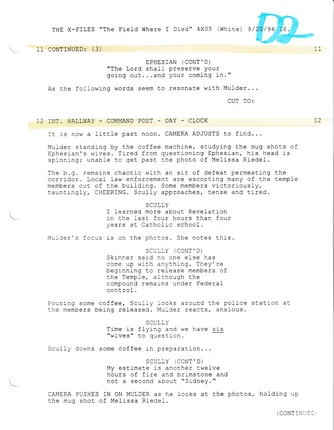 THE X-FILES "The Field Where I Died" 4X05 (White) 9/20/96 16.
D2
11 CONTINUED: (3) 11
EPHESIAN (CONT'D)
"The Lord shall preserve your
going out...and your coming in."
As the following words seem to resonate with Mulder...
CUT TO:
12 INT. HALLWAY - COMMAND POST - DAY - CLOCK 12
It is now a little past noon. CAMERA ADJUSTS to find...
Mulder standing by the coffee machine, studying the mug shots of
Ephesian's wives. Tired from questioning Ephesian, his head is
spinning; unable to get past the photo of Melissa Riedel.
The b.g. remains chaotic with an air of defeat permeating the
corridor. Local law enforcement are escorting many of the temple
members out of the building. Some members victoriously,
tauntingly, CHEERING. Scully approaches, tense and tired.
SCULLY
I learned more about Revelation
in the last four hours than four
years at Catholic school.
Mulder's focus is on the photos. She notes this.
SCULLY (CONT'D)
Skinner said no one else has
come up with anything. They're
beginning to release members of
the Temple, although the
compound remains under Federal
control.
Pouring some coffee, Scully looks around the police station at
the members being released. Mulder reacts, anxious.
SCULLY
Time is flying and we have six
"wives" to question.
Scully downs some coffee in preparation...
SCULLY (CONT'D)
My estimate is another twelve
hours of fire and brimstone and
not a second about "Sidney."
CAMERA PUSHES IN ON MULDER as he looks at the photos, holding up
the mug shot of Melissa Riedel.
(CONTINUED)